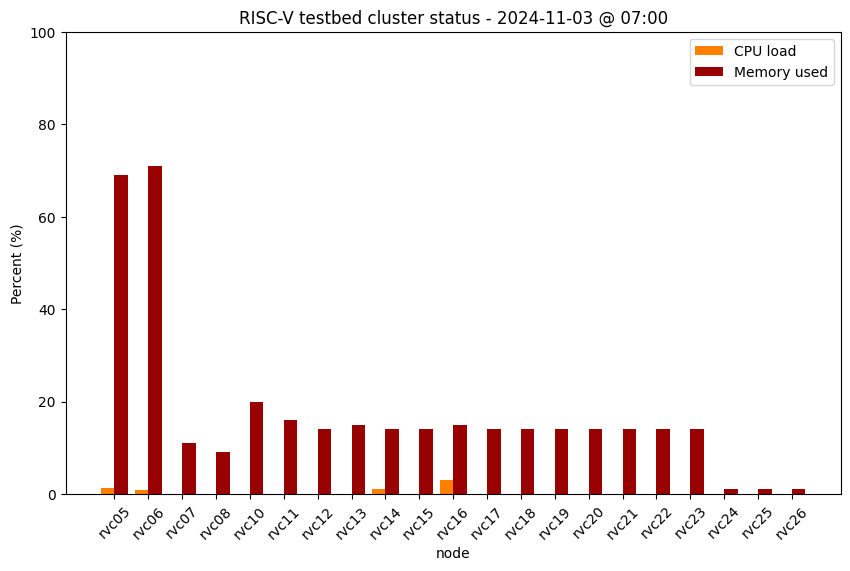 RISC-V testbed cluster status - 2024-11-03 @ 07:00
CPU load
Memory used
Percent (%)
100
80
60
40
20
0
rvc05 rvc06 rvc07 rvc08 rvc10 rvc11 rvc12 rvc13 rvc14 rvc15 rvc16 rvc17 rvc18 rvc19 rvc20 rvc21 rvc22 rvc23 rvc24 rvc25 rvc26
node